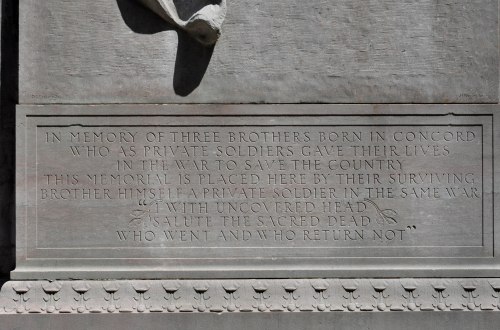 IN MEMORY OF THREE BROTHERS BORN IN CONCORD
WHO AS PRIVATE SOLDIERS GAVE THEIR LIVES
IN THE WAR TO SAVE THE COUNTRY
THIS MEMORIAL IS PLACED HERE BY THEIR SURVIVING
BROTHER HIMSELF A PRIVATE SOLDIER IN THE SAME WAR
"I WITH UNCOVERED HEAD
SALUTE THE SACRED DEAD
WHO WENT AND WHO RETURN NOT"